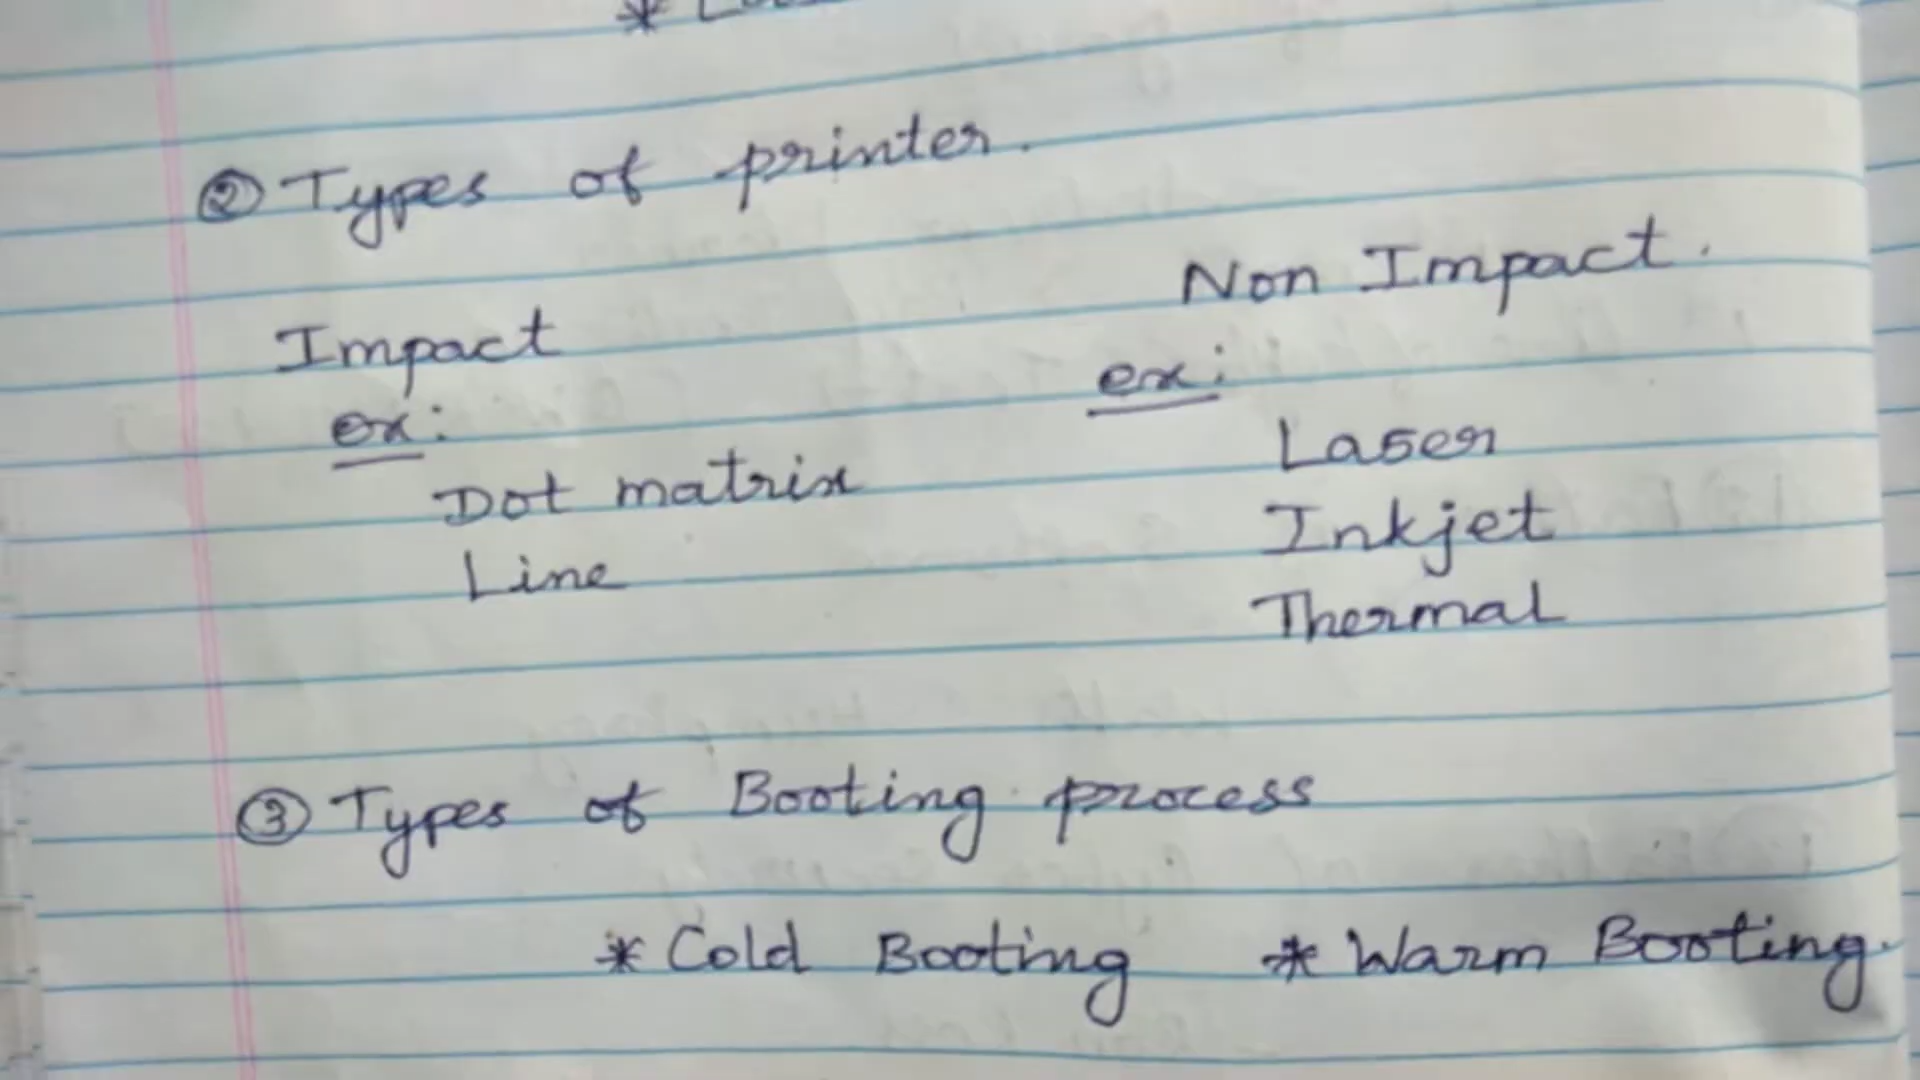 ② Types of printer.
Impact
Non Impact.
ex:
ex:
Dot matrix
Laser
Line
Inkjet
Thermal
③ Types of Booting process
* Cold Booting * Warm Booting.